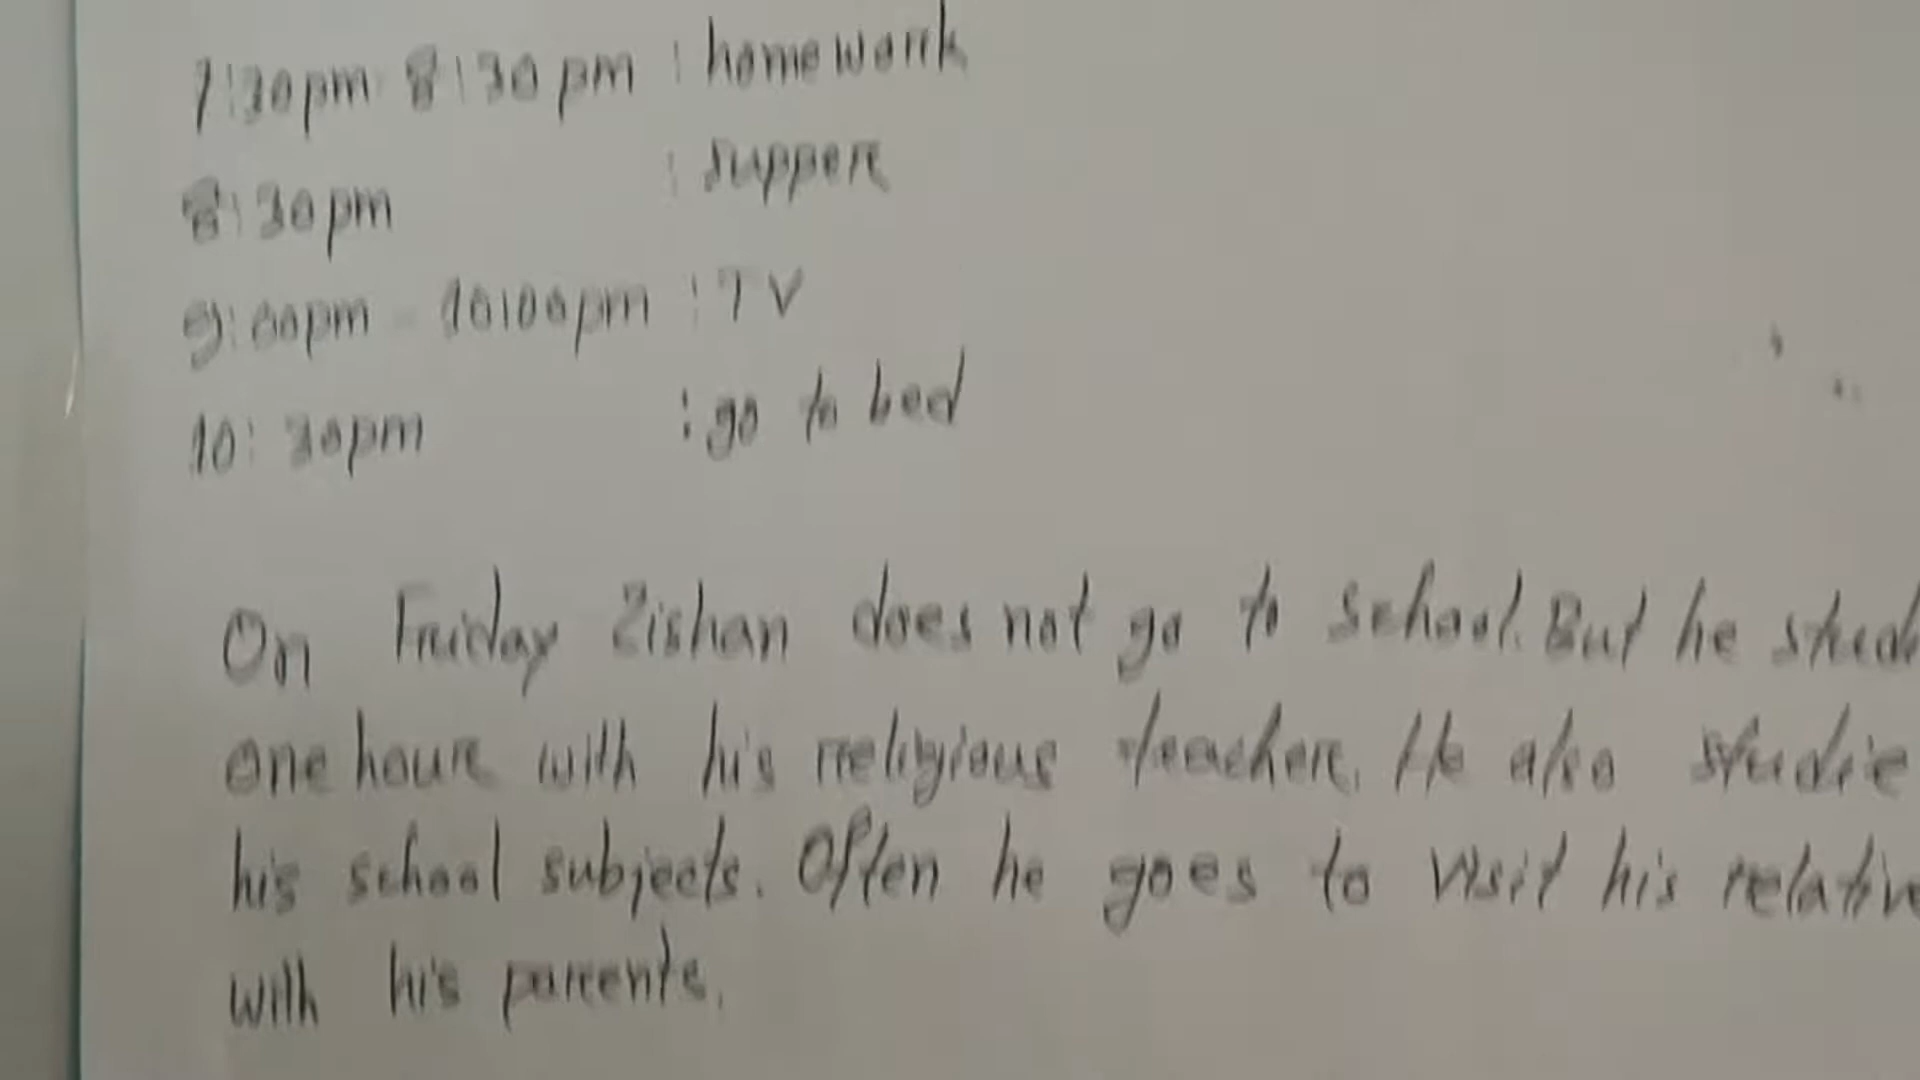 7:30pm 8:30pm : homework
8:30pm : supper
9:00pm - 10:00pm : TV
10:30pm : go to bed
On Friday Zishan does not go to school. But he
one hour with his religious teacher. He also studie
his school subjects. Often he goes to visit his relative
with his parents.